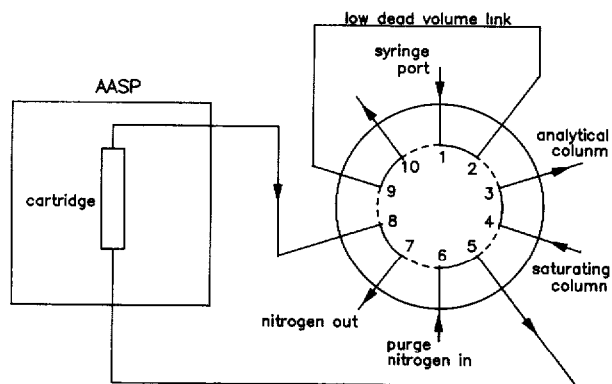 low dead volume link
syringe
port
AASP
analytical
colunm
cartridge
1
2
3
4
5
6
7
8
9
10
saturating
column
nitrogen out
purge
nitrogen in